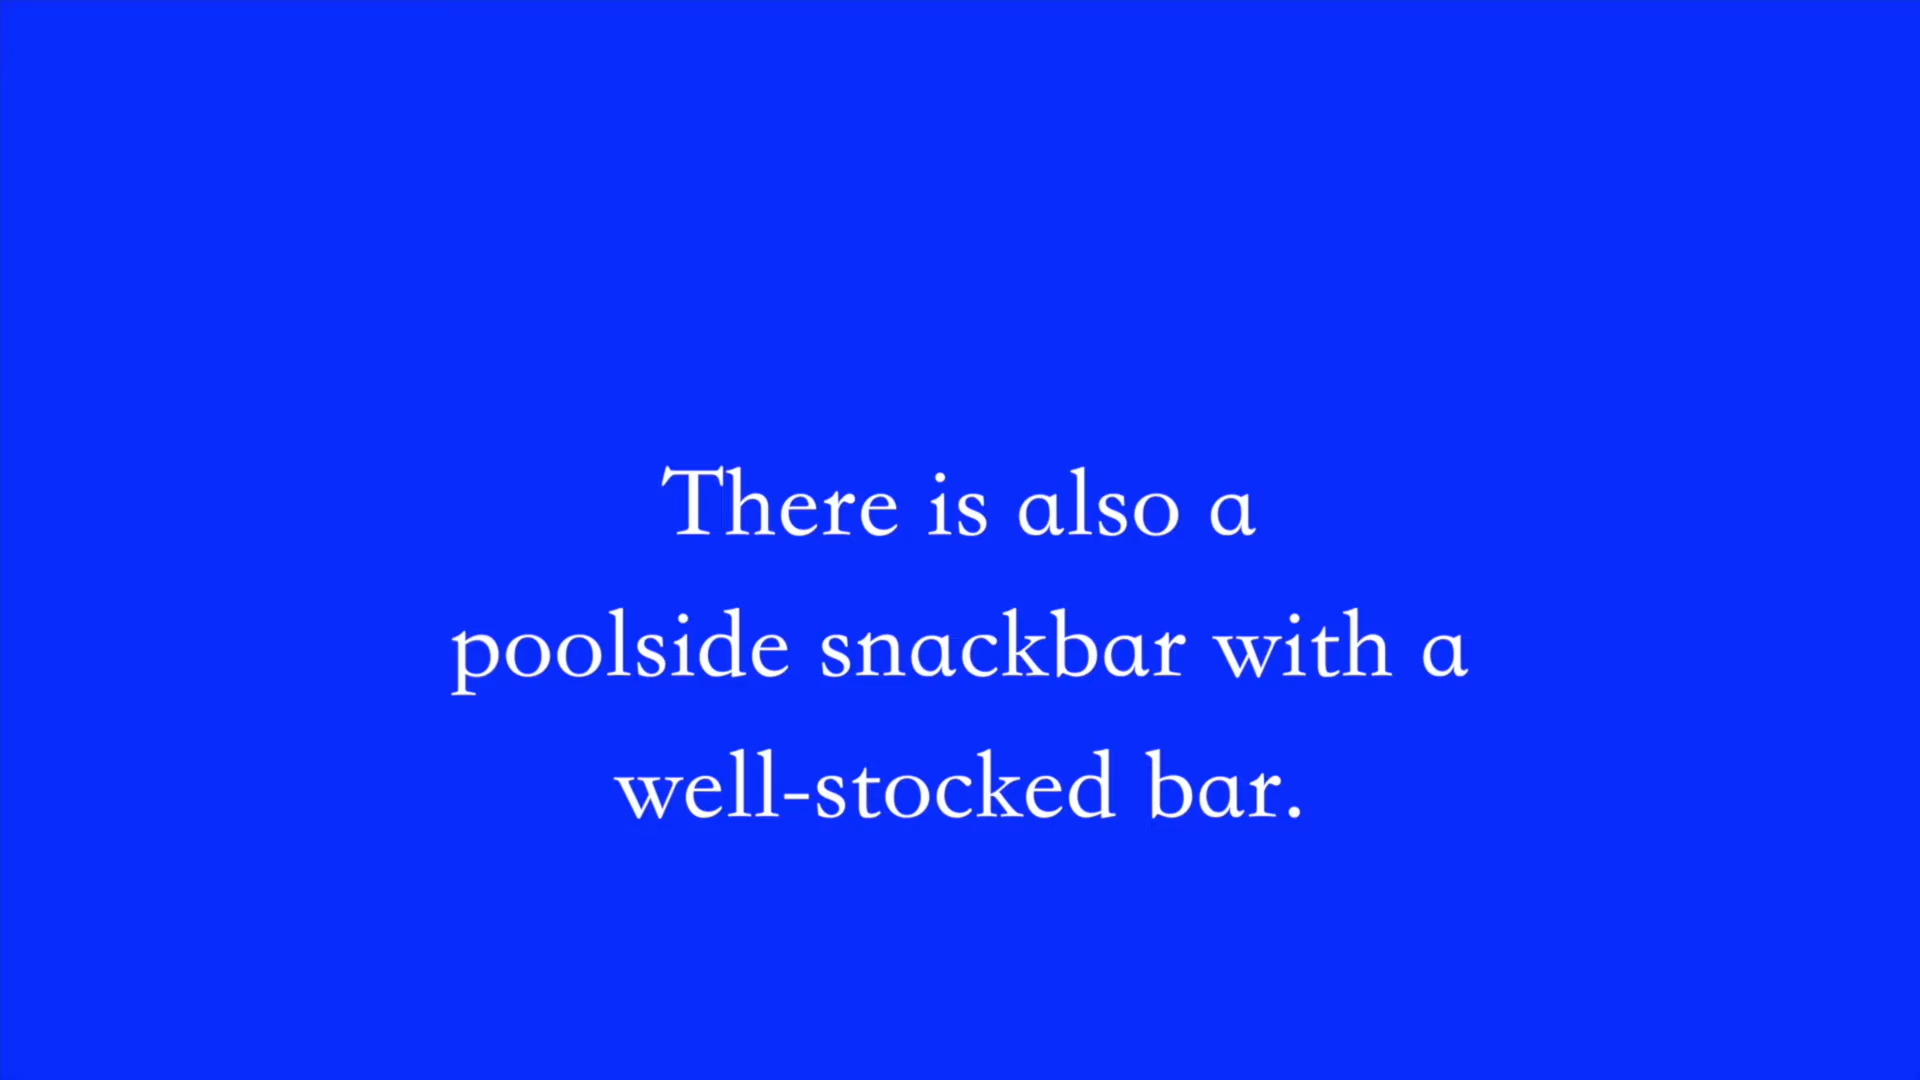 There is also a
poolside snackbar with a
well-stocked bar.